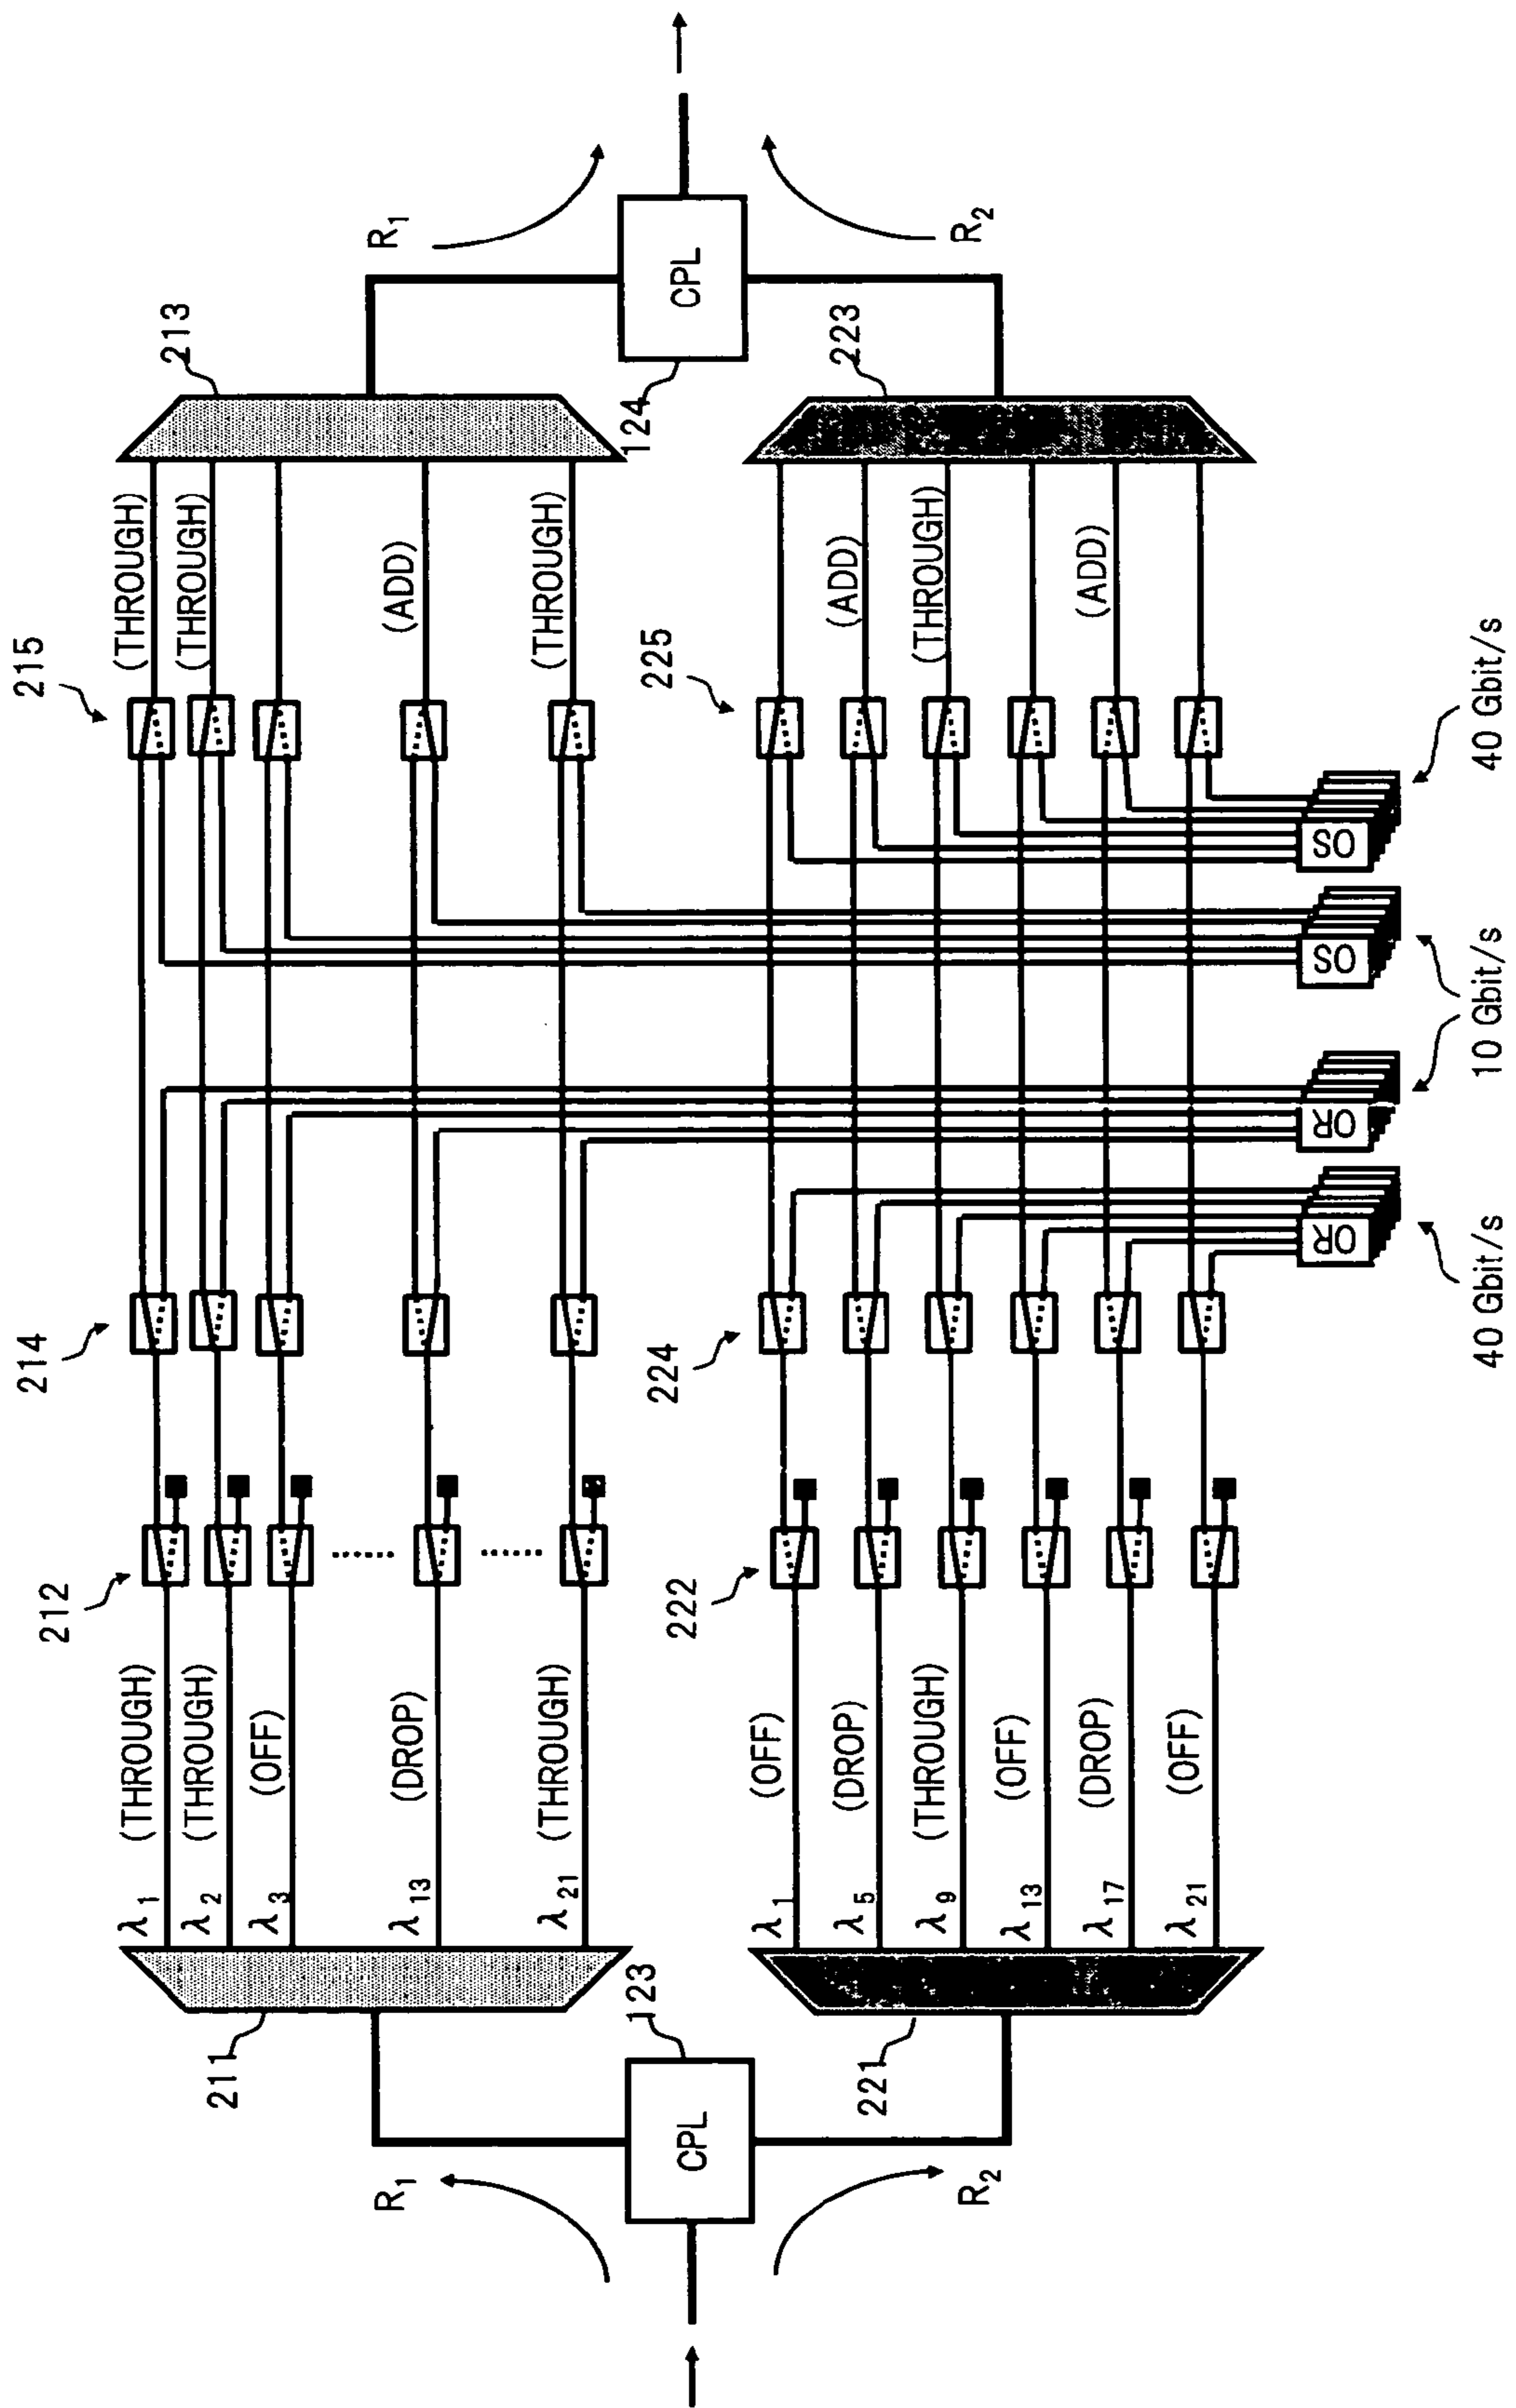 R1
R2
CPL
123
211
221
λ1
λ2
λ3
λ13
λ21
(THROUGH)
(THROUGH)
(OFF)
(DROP)
(THROUGH)
λ1
λ5
λ9
λ13
λ17
λ21
(OFF)
(DROP)
(THROUGH)
(OFF)
(DROP)
(OFF)
212
222
214
224
OR
40 Gbit/s
OR
10 Gbit/s
OS
OS
40 Gbit/s
215
225
(THROUGH)
(THROUGH)
(ADD)
(THROUGH)
(ADD)
(THROUGH)
(ADD)
213
223
124
CPL
R1
R2